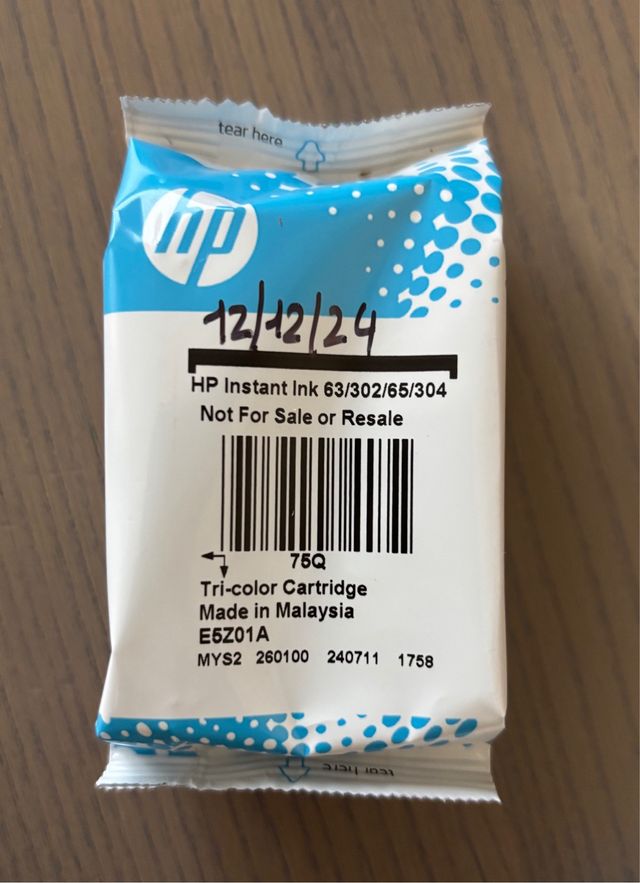 tear here
hp
12/12/24
HP Instant Ink 63/302/65/304
Not For Sale or Resale
75Q
Tri-color Cartridge
Made in Malaysia
E5Z01A
MYS2 260100 240711 1758
tear here